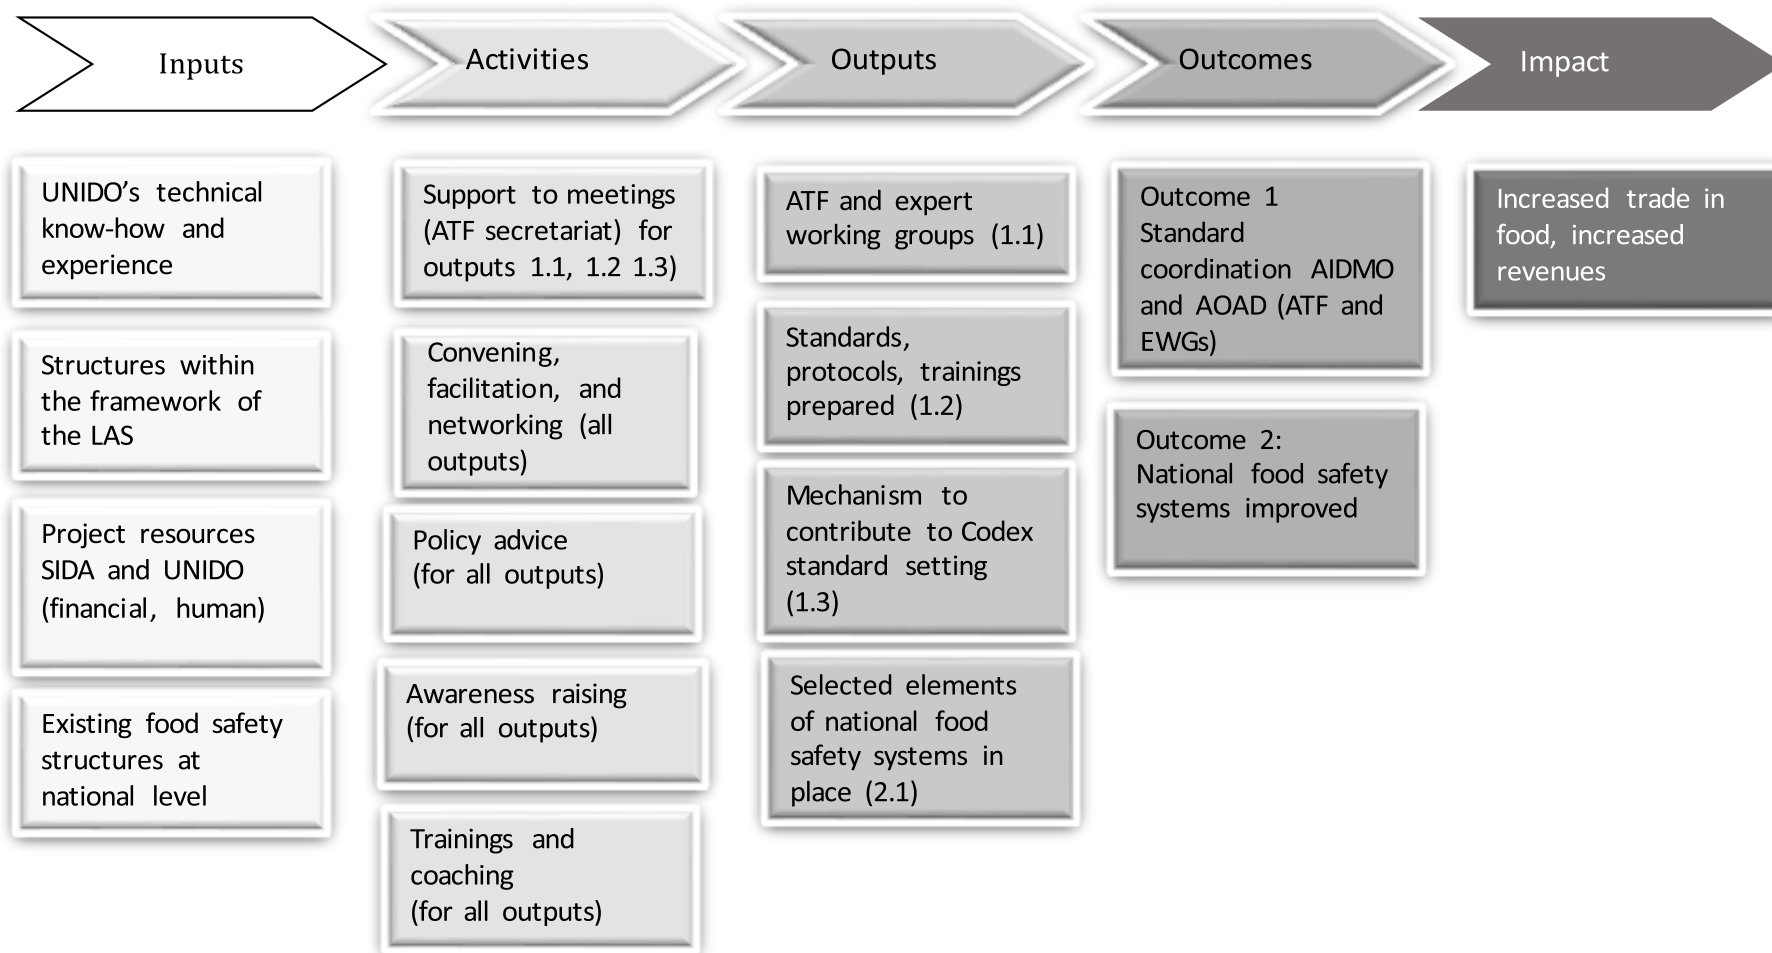 Inputs
Activities
Outputs
Outcomes
Impact
UNIDO’s technical
know-how and
experience
Structures within
the framework of
the LAS
Project resources
SIDA and UNIDO
(financial, human)
Existing food safety
structures at
national level
Support to meetings
(ATF secretariat) for
outputs 1.1, 1.2 1.3)
Convening,
facilitation, and
networking (all
outputs)
Policy advice
(for all outputs)
Awareness raising
(for all outputs)
Trainings and
coaching
(for all outputs)
ATF and expert
working groups (1.1)
Standards,
protocols, trainings
prepared (1.2)
Mechanism to
contribute to Codex
standard setting
(1.3)
Selected elements
of national food
safety systems in
place (2.1)
Outcome 1
Standard
coordination AIDMO
and AOAD (ATF and
EWGs)
Outcome 2:
National food safety
systems improved
Increased trade in
food, increased
revenues